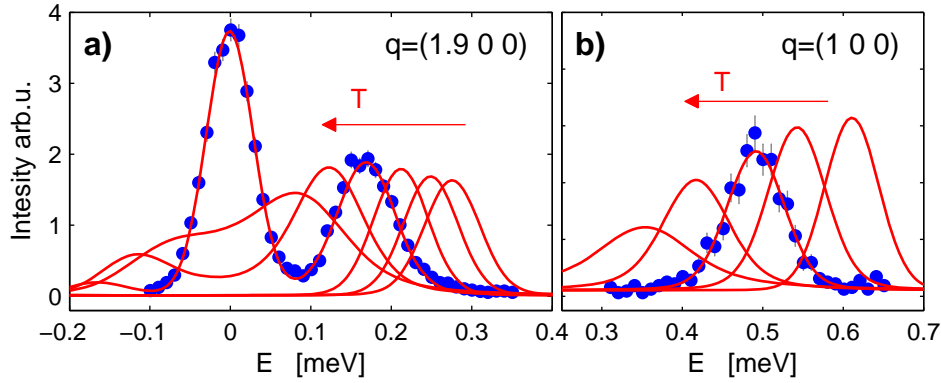 a) q=(1.9 0 0)
T
Intesity arb.u.
4
3
2
1
0
−0.2 −0.1 0 0.1 0.2 0.3 0.4
E [meV]
b) q=(1 0 0)
T
0.3 0.4 0.5 0.6 0.7
E [meV]